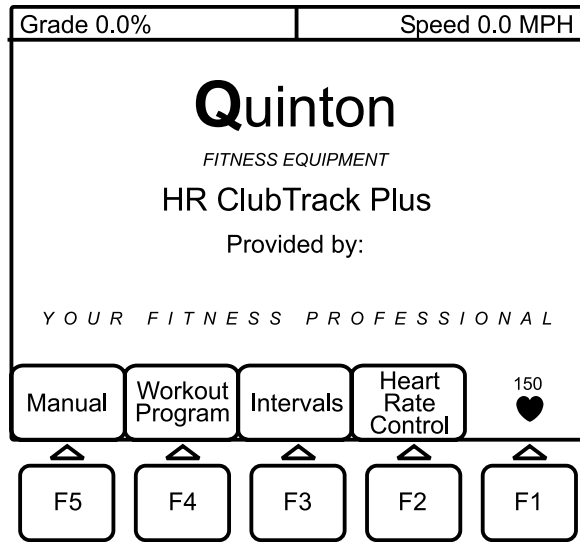 Grade 0.0% Speed 0.0 MPH
Quinton
FITNESS EQUIPMENT
HR ClubTrack Plus
Provided by:
YOUR FITNESS PROFESSIONAL
Manual
Workout
Program
Intervals
Heart
Rate
Control
150
F5 F4 F3 F2 F1